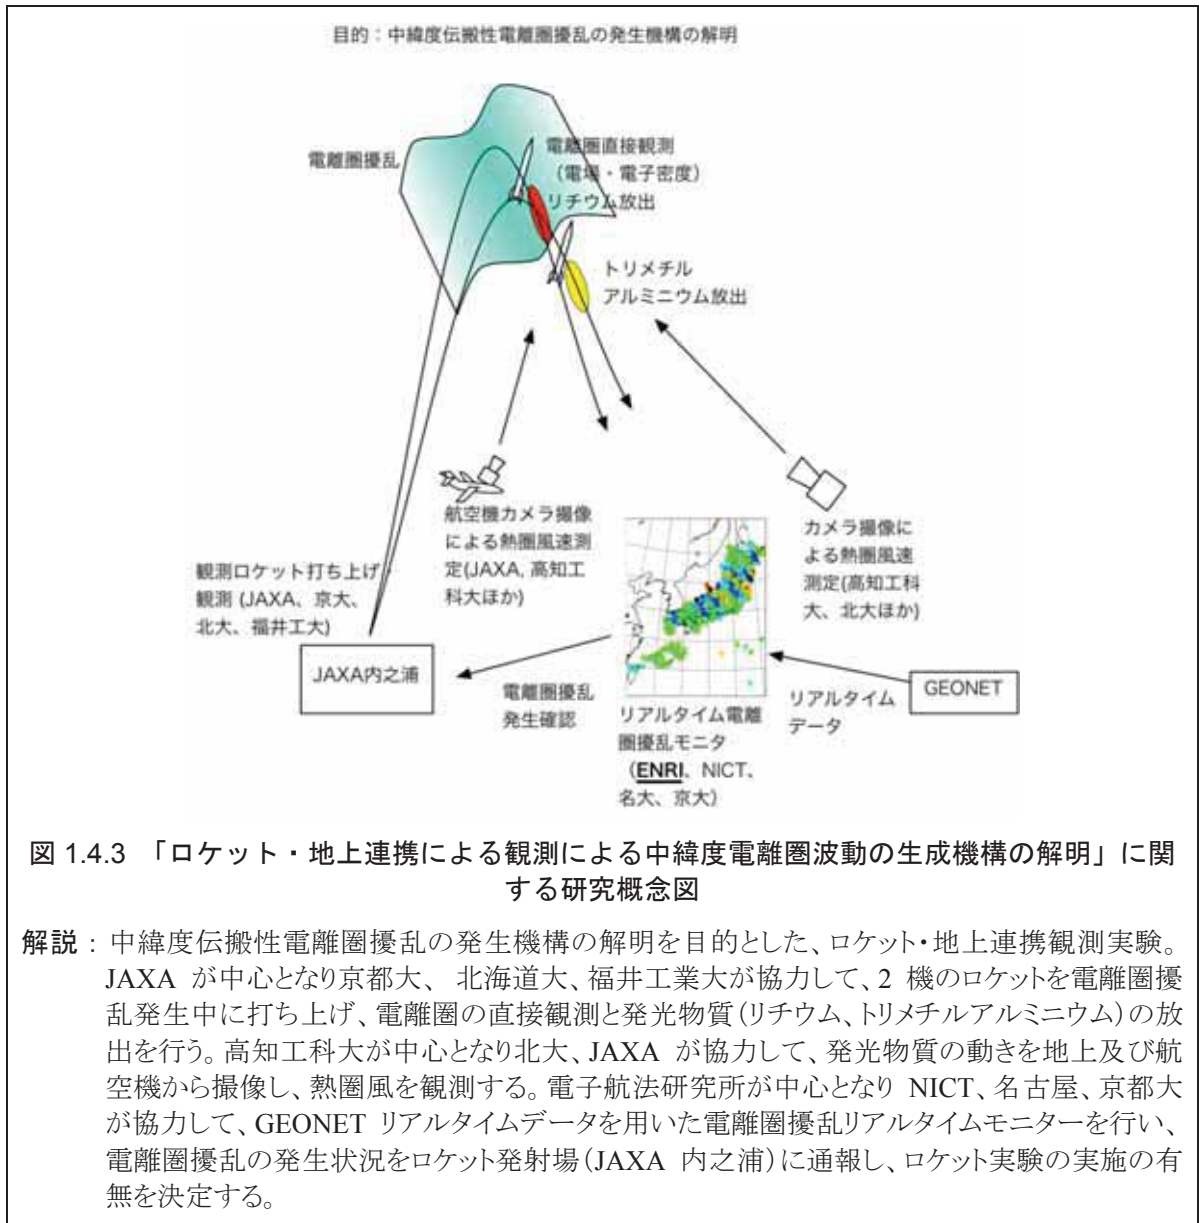 目的：中緯度伝搬性電離圏擾乱の発生機構の解明
電離圏擾乱
電離圏直接観測
（電場・電子密度）
リチウム放出
トリメチル
アルミニウム放出
航空機カメラ撮像
による熱圏風速測
定(JAXA, 高知工
科大ほか)
カメラ撮像に
よる熱圏風速
測定(高知工科
大、北大ほか)
観測ロケット打ち上げ・
観測 (JAXA、京大、
北大、福井工大)
JAXA内之浦
電離圏擾乱
発生確認
リアルタイム電離
圏擾乱モニタ
（ENRI、NICT、
名大、京大）
リアルタイム
データ
GEONET
図 1.4.3 「ロケット・地上連携による観測による中緯度電離圏波動の生成機構の解明」に関
する研究概念図
解説：中緯度伝搬性電離圏擾乱の発生機構の解明を目的とした、ロケット・地上連携観測実験。
JAXA が中心となり京都大、 北海道大、福井工業大が協力して、2 機のロケットを電離圏擾
乱発生中に打ち上げ、電離圏の直接観測と発光物質（リチウム、トリメチルアルミニウム）の放
出を行う。高知工科大が中心となり北大、JAXA が協力して、発光物質の動きを地上及び航
空機から撮像し、熱圏風を観測する。電子航法研究所が中心となり NICT、名古屋、京都大
が協力して、GEONET リアルタイムデータを用いた電離圏擾乱リアルタイムモニターを行い、
電離圏擾乱の発生状況をロケット発射場（JAXA 内之浦）に通報し、ロケット実験の実施の有
無を決定する。